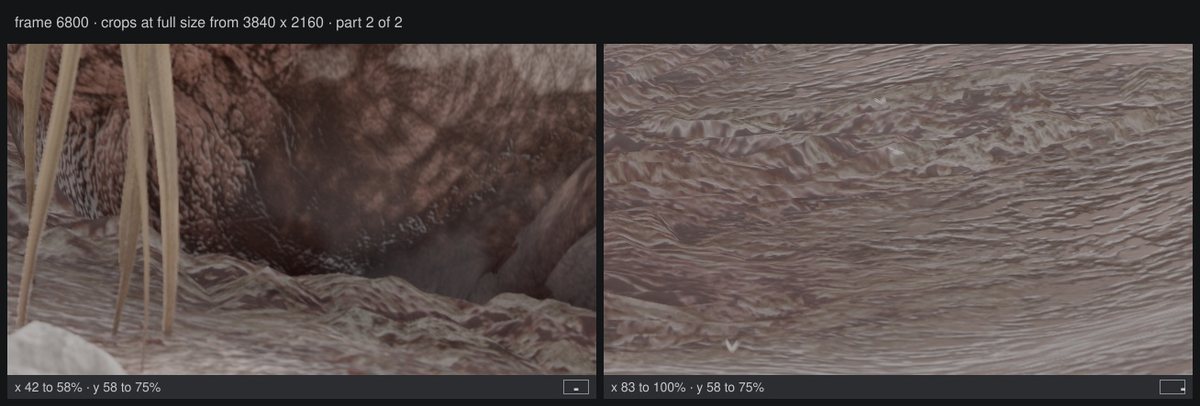 frame 6800 · crops at full size from 3840 x 2160 · part 2 of 2
x 42 to 58% · y 58 to 75%
x 83 to 100% · y 58 to 75%